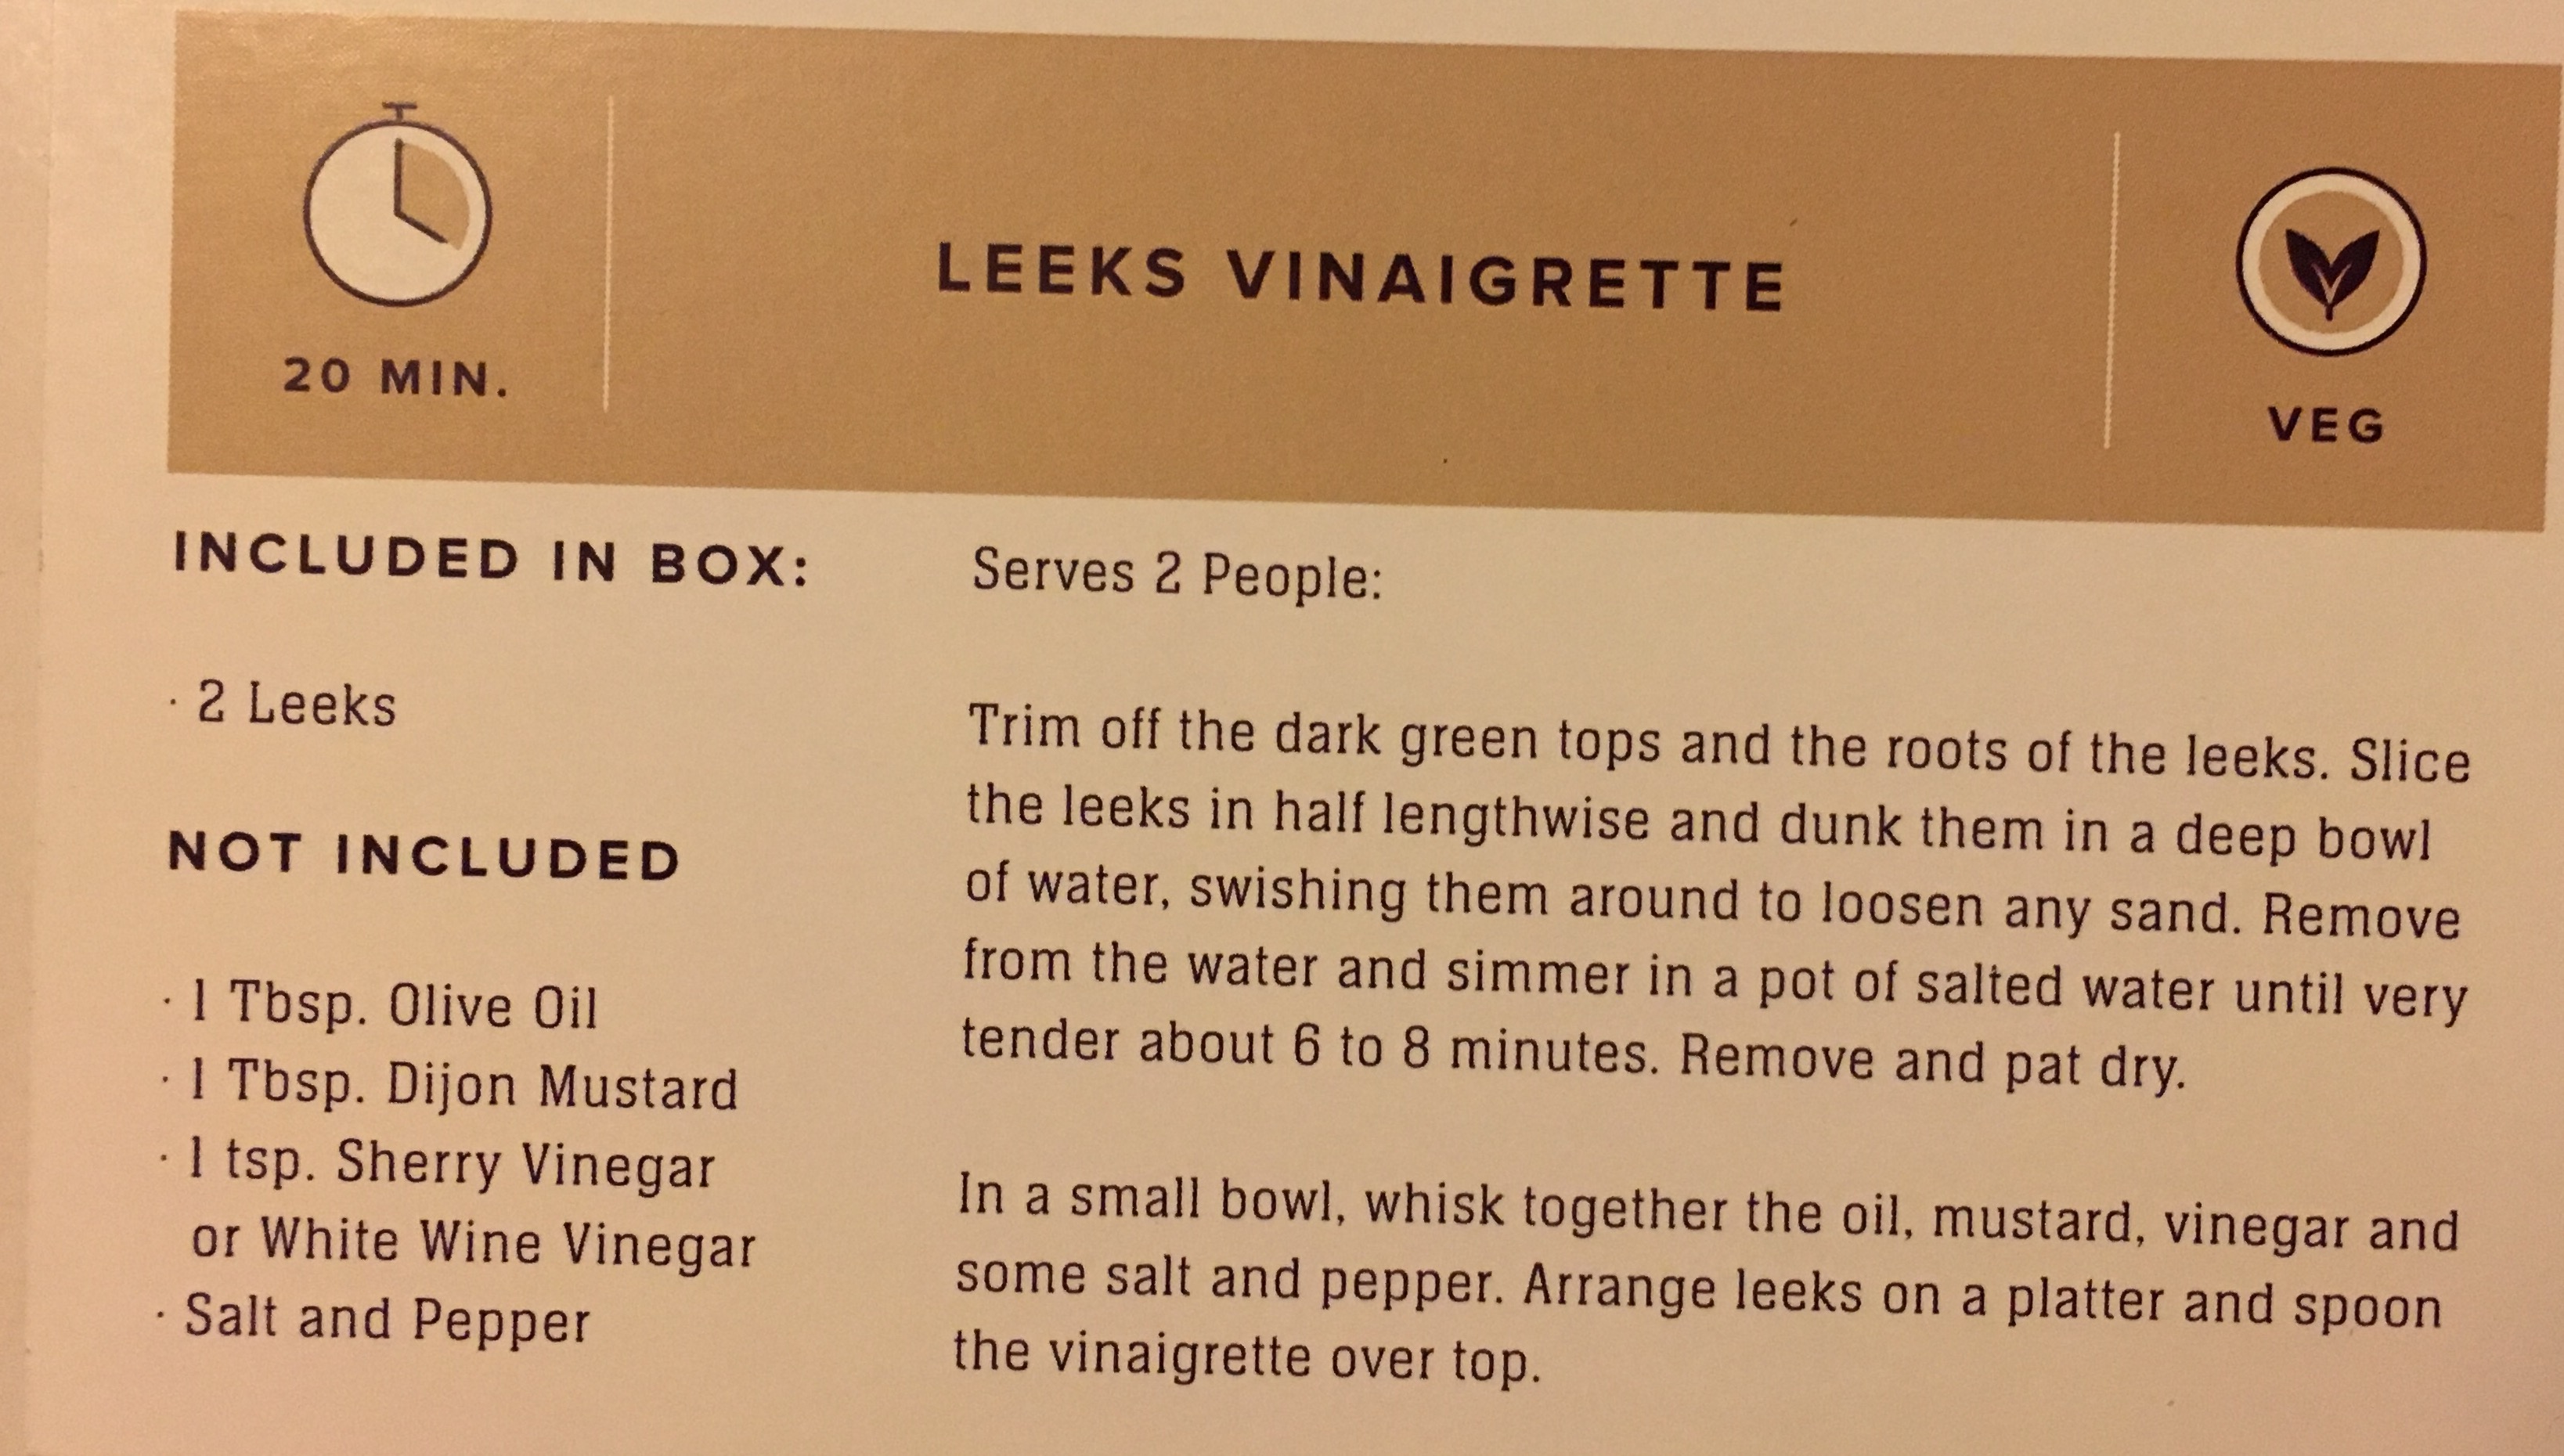 20 MIN.
LEEKS VINAIGRETTE
VEG
INCLUDED IN BOX:
· 2 Leeks
NOT INCLUDED
· 1 Tbsp. Olive Oil
· 1 Tbsp. Dijon Mustard
· 1 tsp. Sherry Vinegar
or White Wine Vinegar
· Salt and Pepper
Serves 2 People:
Trim off the dark green tops and the roots of the leeks. Slice
the leeks in half lengthwise and dunk them in a deep bowl
of water, swishing them around to loosen any sand. Remove
from the water and simmer in a pot of salted water until very
tender about 6 to 8 minutes. Remove and pat dry.
In a small bowl, whisk together the oil, mustard, vinegar and
some salt and pepper. Arrange leeks on a platter and spoon
the vinaigrette over top.